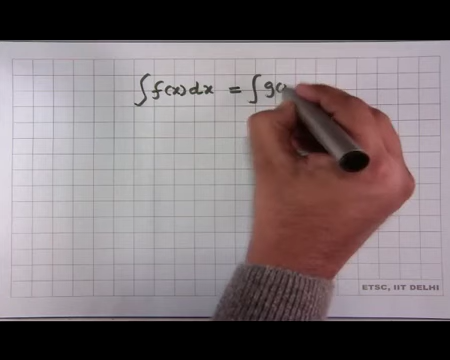 ∫f(x)dx = ∫g(
ETSC, IIT DELHI